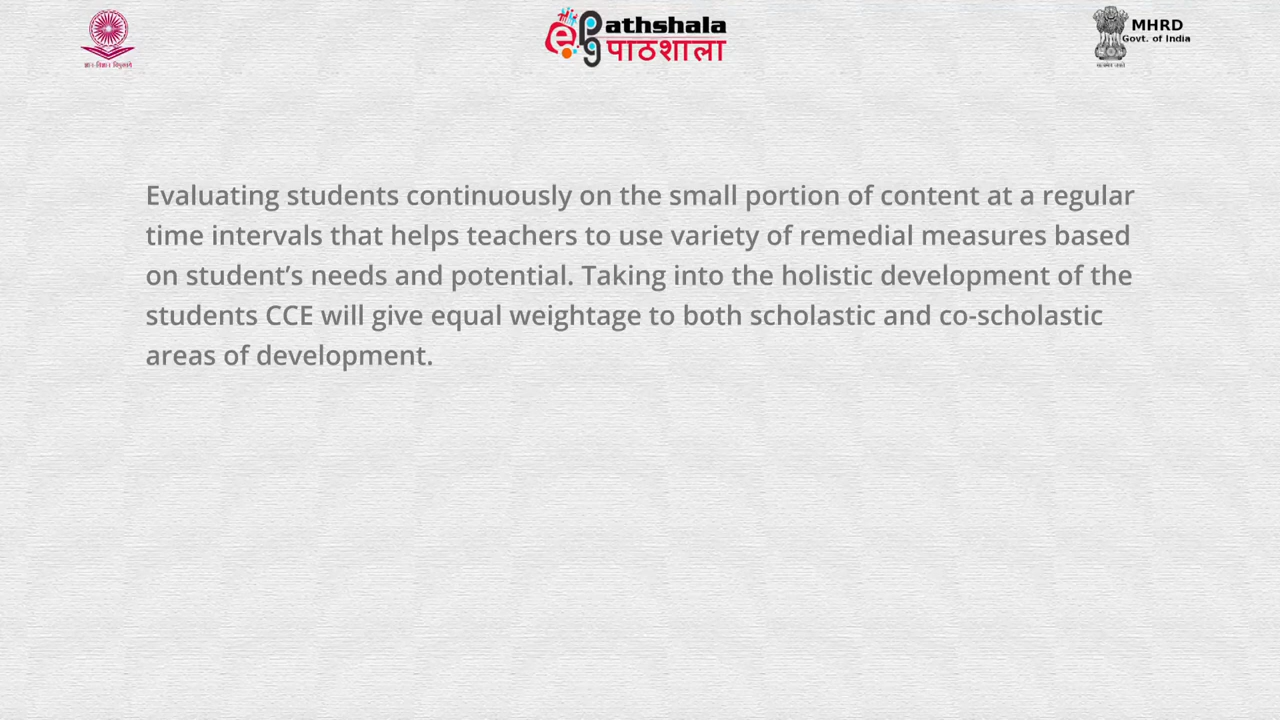 Pathshala
पाठशाला
MHRD
Govt. of India
Evaluating students continuously on the small portion of content at a regular
time intervals that helps teachers to use variety of remedial measures based
on student’s needs and potential. Taking into the holistic development of the
students CCE will give equal weightage to both scholastic and co-scholastic
areas of development.